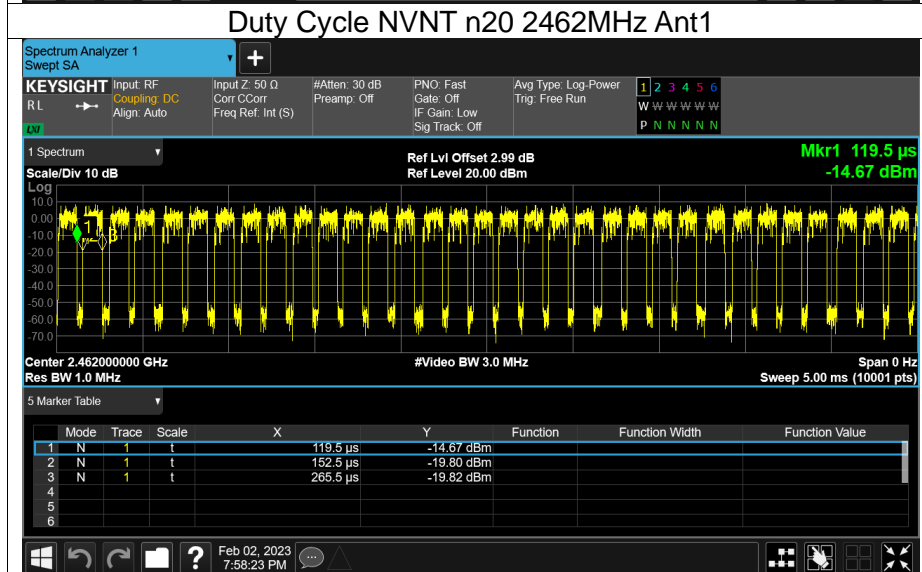 Duty Cycle NVNT n20 2462MHz Ant1
Spectrum Analyzer 1
Swept SA
+
KEYSIGHT Input: RF Input Z: 50 Ω #Atten: 30 dB PNO: Fast Avg Type: Log-Power 1 2 3 4 5 6
RL Coupling: DC Corr CCorr Preamp: Off Gate: Off Trig: Free Run W W W W W W
Align: Auto Freq Ref: Int (S) IF Gain: Low
LXI Sig Track: Off P N N N N N
1 Spectrum Ref Lvl Offset 2.99 dB Mkr1 119.5 µs
Scale/Div 10 dB Ref Level 20.00 dBm -14.67 dBm
Log
10.0
0.00
-10.0
-20.0
-30.0
-40.0
-50.0
-60.0
-70.0
1
3
Center 2.462000000 GHz #Video BW 3.0 MHz Span 0 Hz
Res BW 1.0 MHz Sweep 5.00 ms (10001 pts)
5 Marker Table
Mode Trace Scale X Y Function Function Width Function Value
1 N 1 t 119.5 µs -14.67 dBm
2 N 1 t 152.5 µs -19.80 dBm
3 N 1 t 265.5 µs -19.82 dBm
4
5
6
? Feb 02, 2023
7:58:23 PM